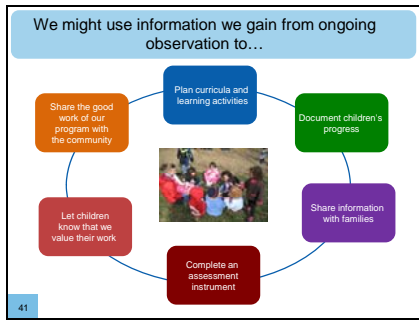 We might use information we gain from ongoing
observation to…
Plan curricula and
learning activities
Document children's
progress
Share information
with families
Complete an
assessment
instrument
Let children
know that we
value their work
Share the good
work of our
program with
the community
41